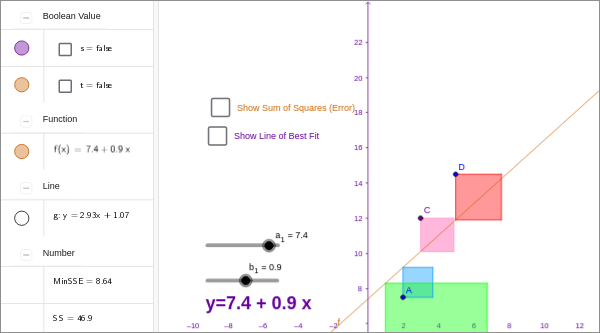 Boolean Value
s = false
t = false
Function
f(x) = 7.4 + 0.9 x
Line
g: y = 2.93x + 1.07
Number
MinSSE = 8.64
SS = 46.9
Show Sum of Squares (Error)
Show Line of Best Fit
a1 = 7.4
b1 = 0.9
y=7.4 + 0.9 x
22
20
18
16
14
12
10
8
D
C
A
f
−10 −8 −6 −4 −2 2 4 6 8 10 12